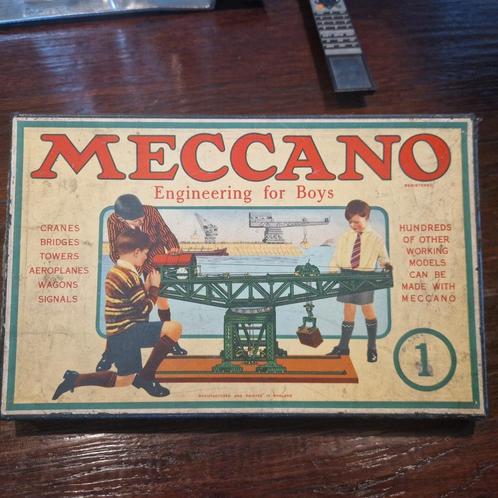 MECCANO
REGISTERED
Engineering for Boys
CRANES
BRIDGES
TOWERS
AEROPLANES
WAGONS
SIGNALS
HUNDREDS
OF OTHER
WORKING
MODELS
CAN BE
MADE WITH
MECCANO
1
MANUFACTURED AND PRINTED IN ENGLAND